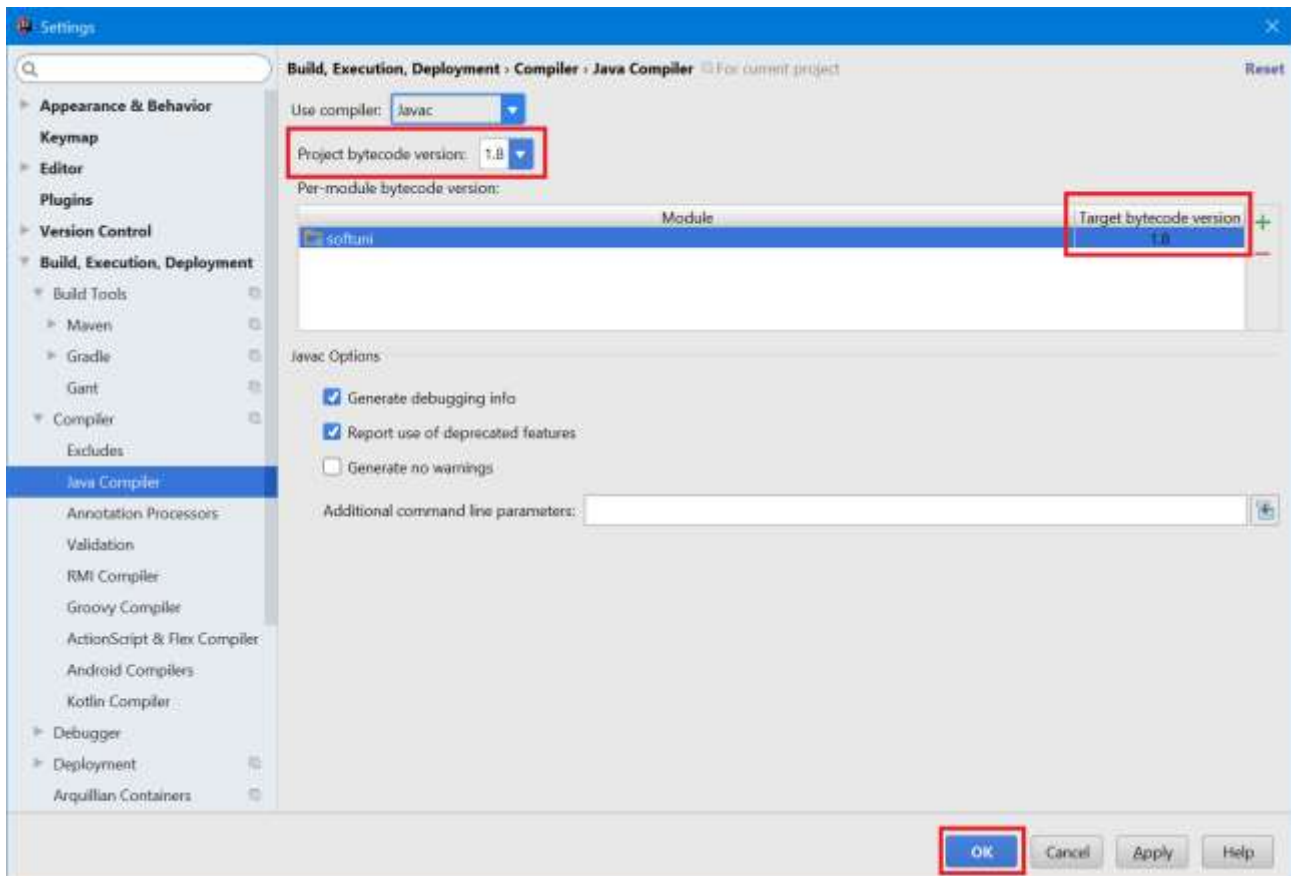 Settings
Build, Execution, Deployment › Compiler › Java Compiler For current project Reset
Appearance & Behavior
Keymap
Editor
Plugins
Version Control
Build, Execution, Deployment
Build Tools
Maven
Gradle
Gant
Compiler
Excludes
Java Compiler
Annotation Processors
Validation
RMI Compiler
Groovy Compiler
ActionScript & Flex Compiler
Android Compilers
Kotlin Compiler
Debugger
Deployment
Arquillian Containers
Use compiler: Javac
Project bytecode version: 1.8
Per-module bytecode version:
Module Target bytecode version
softuni 1.8
Javac Options
Generate debugging info
Report use of deprecated features
Generate no warnings
Additional command line parameters:
OK Cancel Apply Help